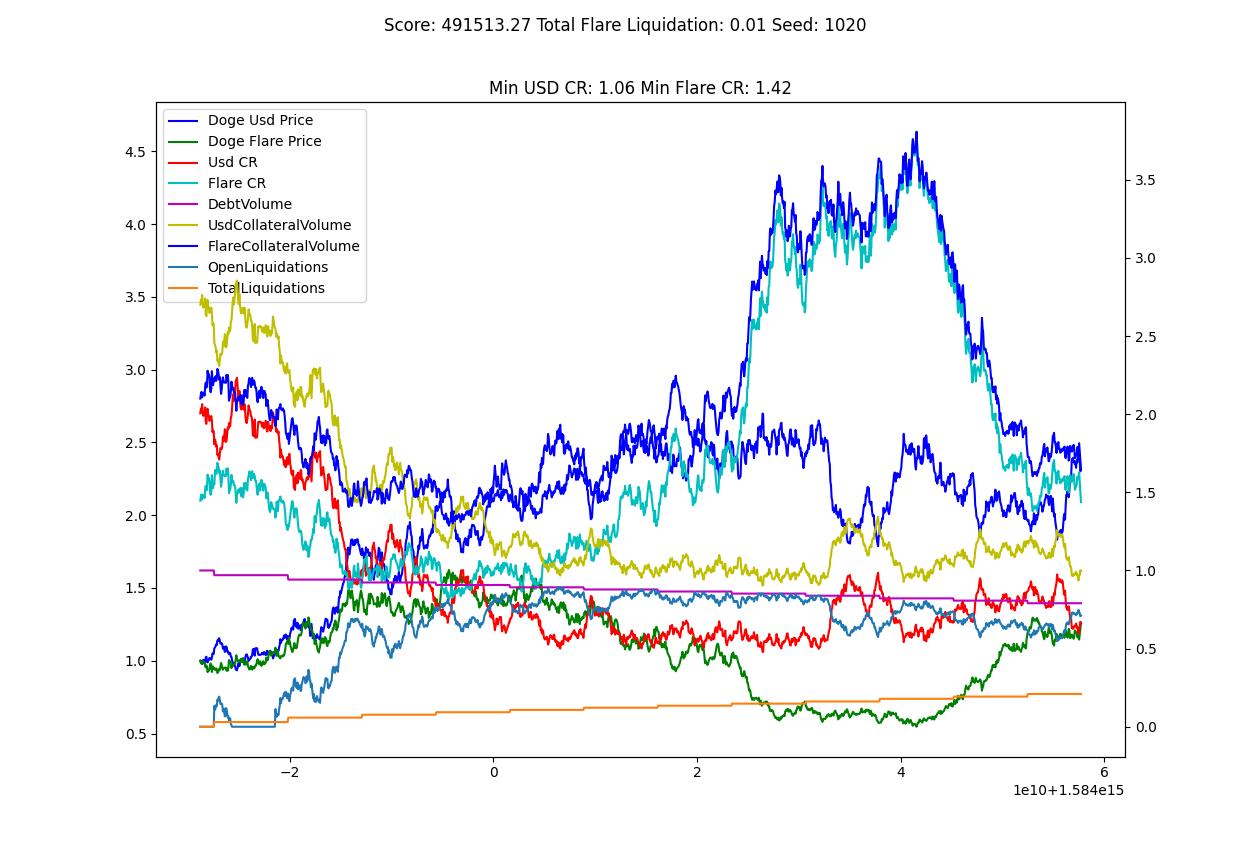 Score: 491513.27 Total Flare Liquidation: 0.01 Seed: 1020
Min USD CR: 1.06 Min Flare CR: 1.42
Doge Usd Price
Doge Flare Price
Usd CR
Flare CR
DebtVolume
UsdCollateralVolume
FlareCollateralVolume
OpenLiquidations
TotalLiquidations
4.5
4.0
3.5
3.0
2.5
2.0
1.5
1.0
0.5
3.5
3.0
2.5
2.0
1.5
1.0
0.5
0.0
−2 0 2 4 6
1e10+1.584e15